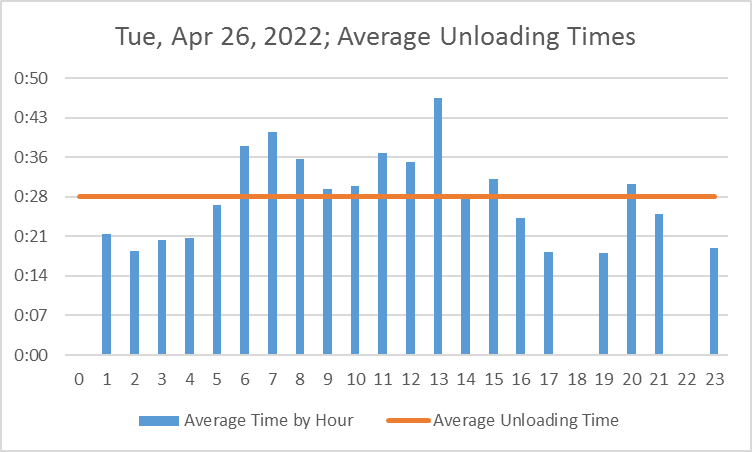 Tue, Apr 26, 2022; Average Unloading Times
0:50
0:43
0:36
0:28
0:21
0:14
0:07
0:00
0 1 2 3 4 5 6 7 8 9 10 11 12 13 14 15 16 17 18 19 20 21 22 23
Average Time by Hour Average Unloading Time